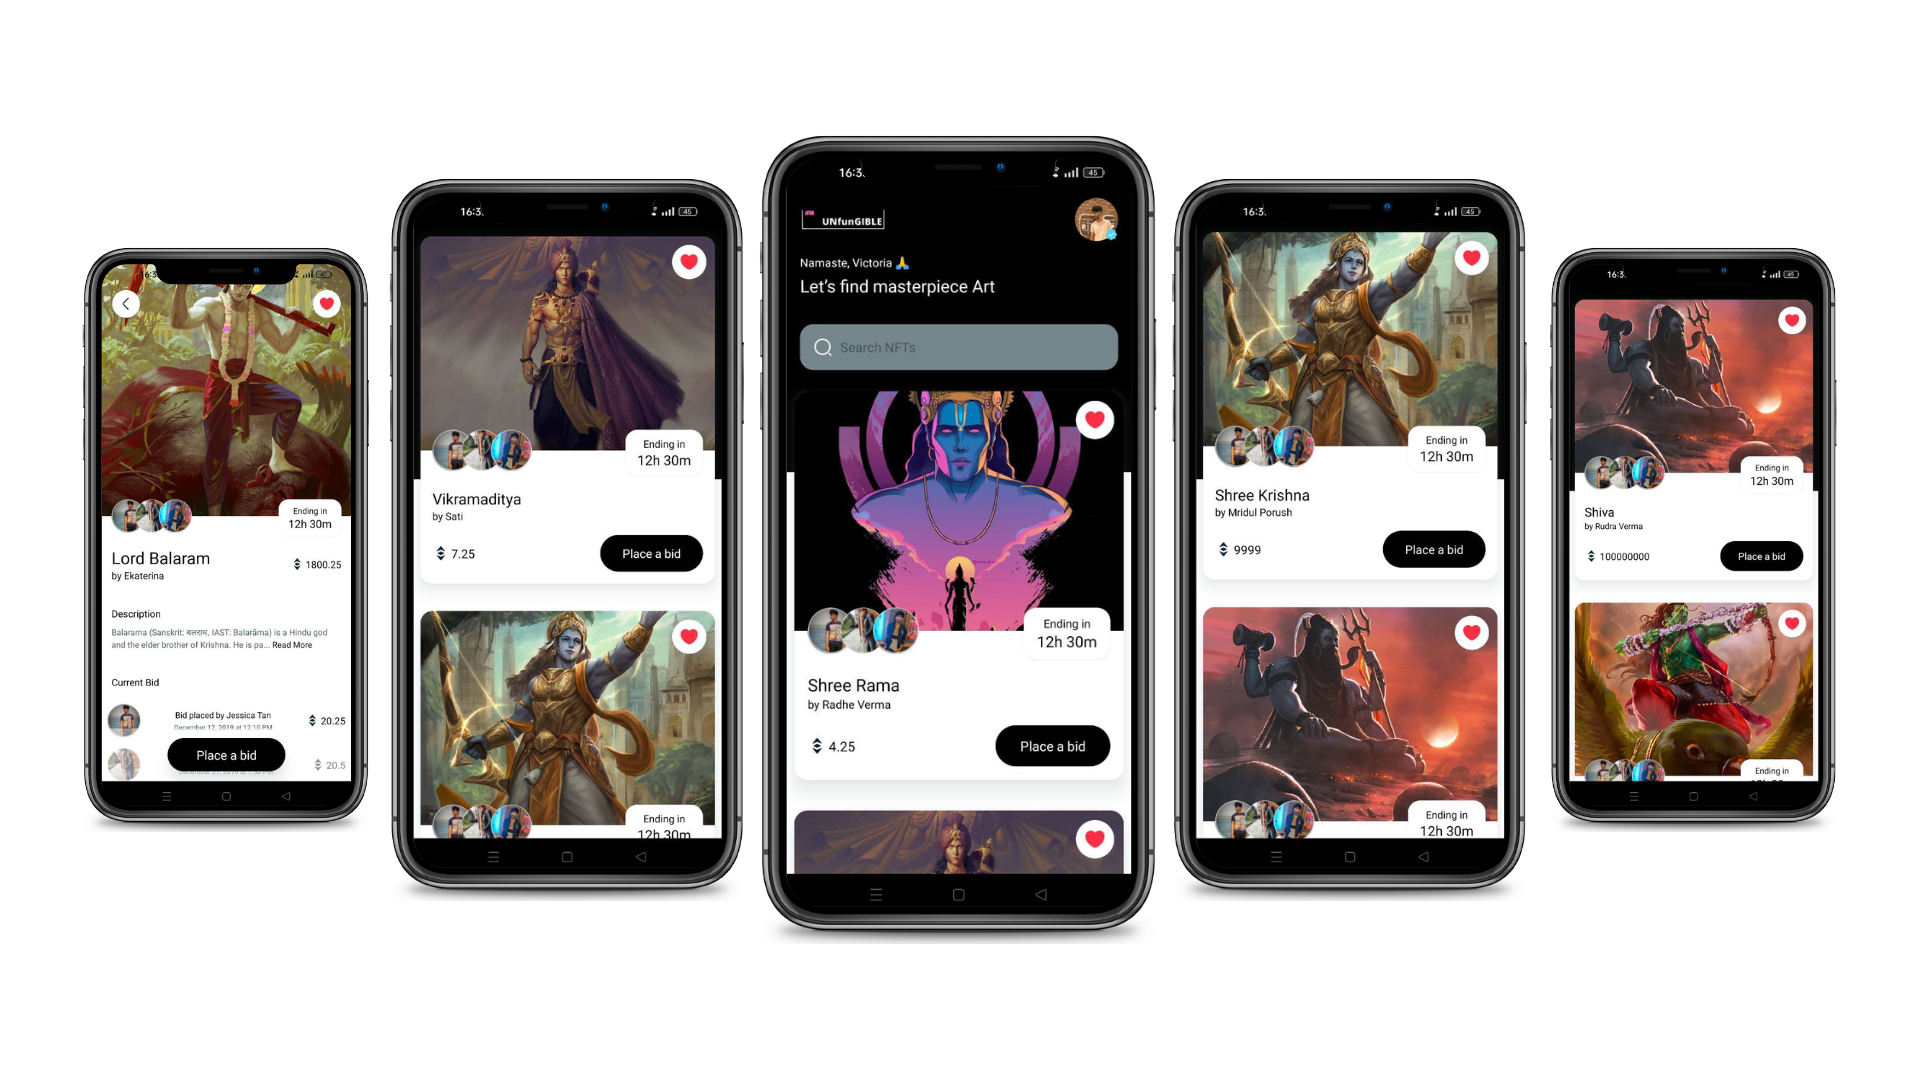 16:3
45
Ending in
12h 30m
Lord Balaram
by Ekaterina
1800.25
Description
Balarama (Sanskrit: बलराम, IAST: Balarāma) is a Hindu god
and the elder brother of Krishna. He is pa... Read More
Current Bid
Bid placed by Jessica Tan
20.25
December 12, 2019 at 12:10 PM
Place a bid
20.5
16:3.
45
Ending in
12h 30m
Vikramaditya
by Sati
7.25
Place a bid
Ending in
12h 30m
16:3.
45
UNfunGIBLE
Namaste, Victoria 🙏
Let's find masterpiece Art
Search NFTs
Ending in
12h 30m
Shree Rama
by Radhe Verma
4.25
Place a bid
16:3.
45
Ending in
12h 30m
Shree Krishna
by Mridul Porush
9999
Place a bid
Ending in
12h 30m
16:3.
45
Ending in
12h 30m
Shiva
by Rudra Verma
100000000
Place a bid
Ending in